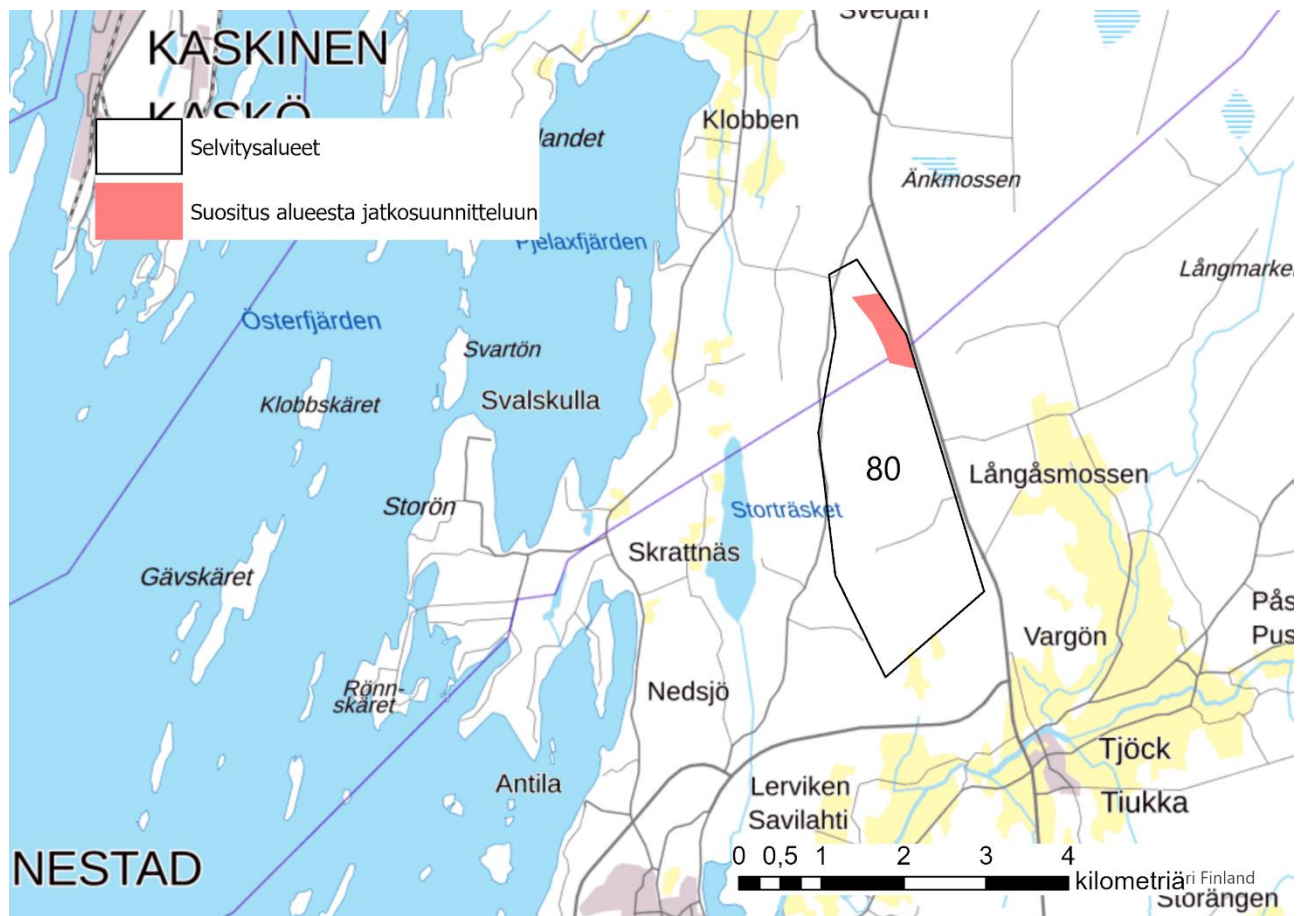 Svedan
KASKINEN
KASKÖ
Klobben
Selvitysalueet
landet
Änkmossen
Suositus alueesta jatkosuunnitteluun
Pjelaxfjärden
Långmarken
Österfjärden
Svartön
Klobbskäret
Svalskulla
80
Långåsmossen
Storön
Storträsket
Skrattnäs
Gävskäret
Pås
Pus
Vargön
Rönn-
skäret
Nedsjö
Tjöck
Antila
Lerviken
Savilahti
Tiukka
NESTAD
0 0,5 1 2 3 4
kilometriä
ri Finland
Storängen